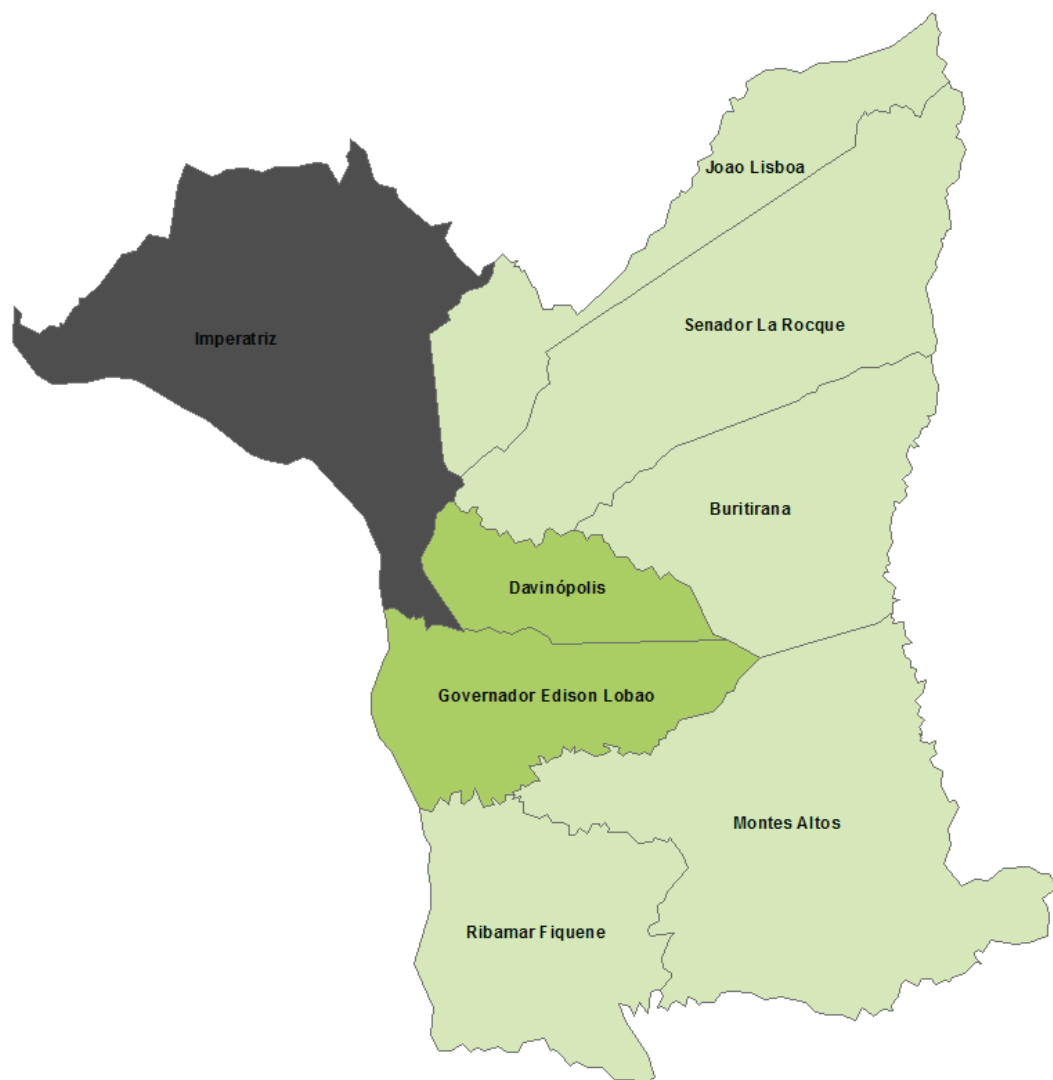 Joao Lisboa
Senador La Rocque
Imperatriz
Buritirana
Davinópolis
Governador Edison Lobao
Montes Altos
Ribamar Fiquene